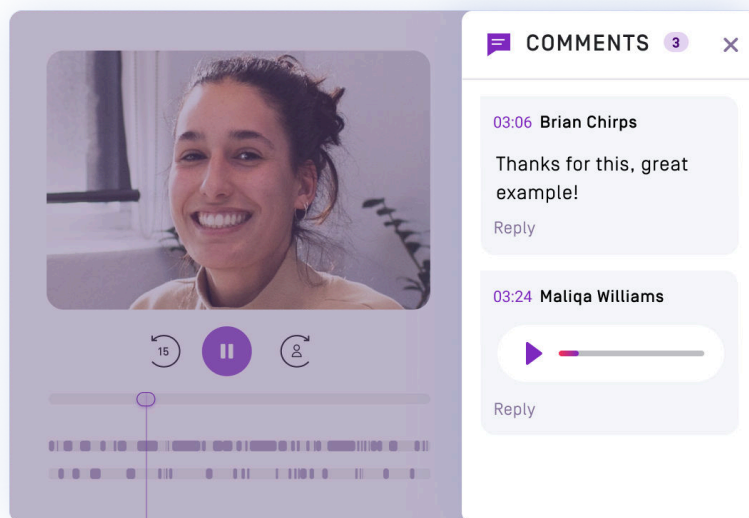 COMMENTS 3
03:06 Brian Chirps
Thanks for this, great
example!
Reply
15
03:24 Maliqa Williams
Reply